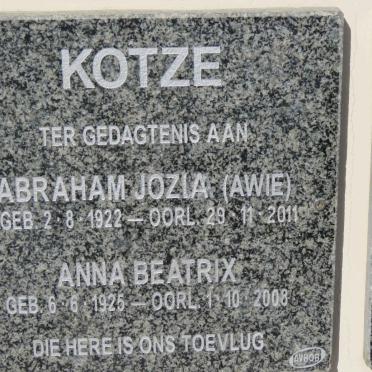 KOTZE
TER GEDAGTENIS AAN
ABRAHAM JOZIA (AWIE)
GEB. 2·8·1922 — OORL. 29·11·2011
ANNA BEATRIX
GEB. 6·6·1925 — OORL. 1·10·2008
DIE HERE IS ONS TOEVLUG
AVBOB